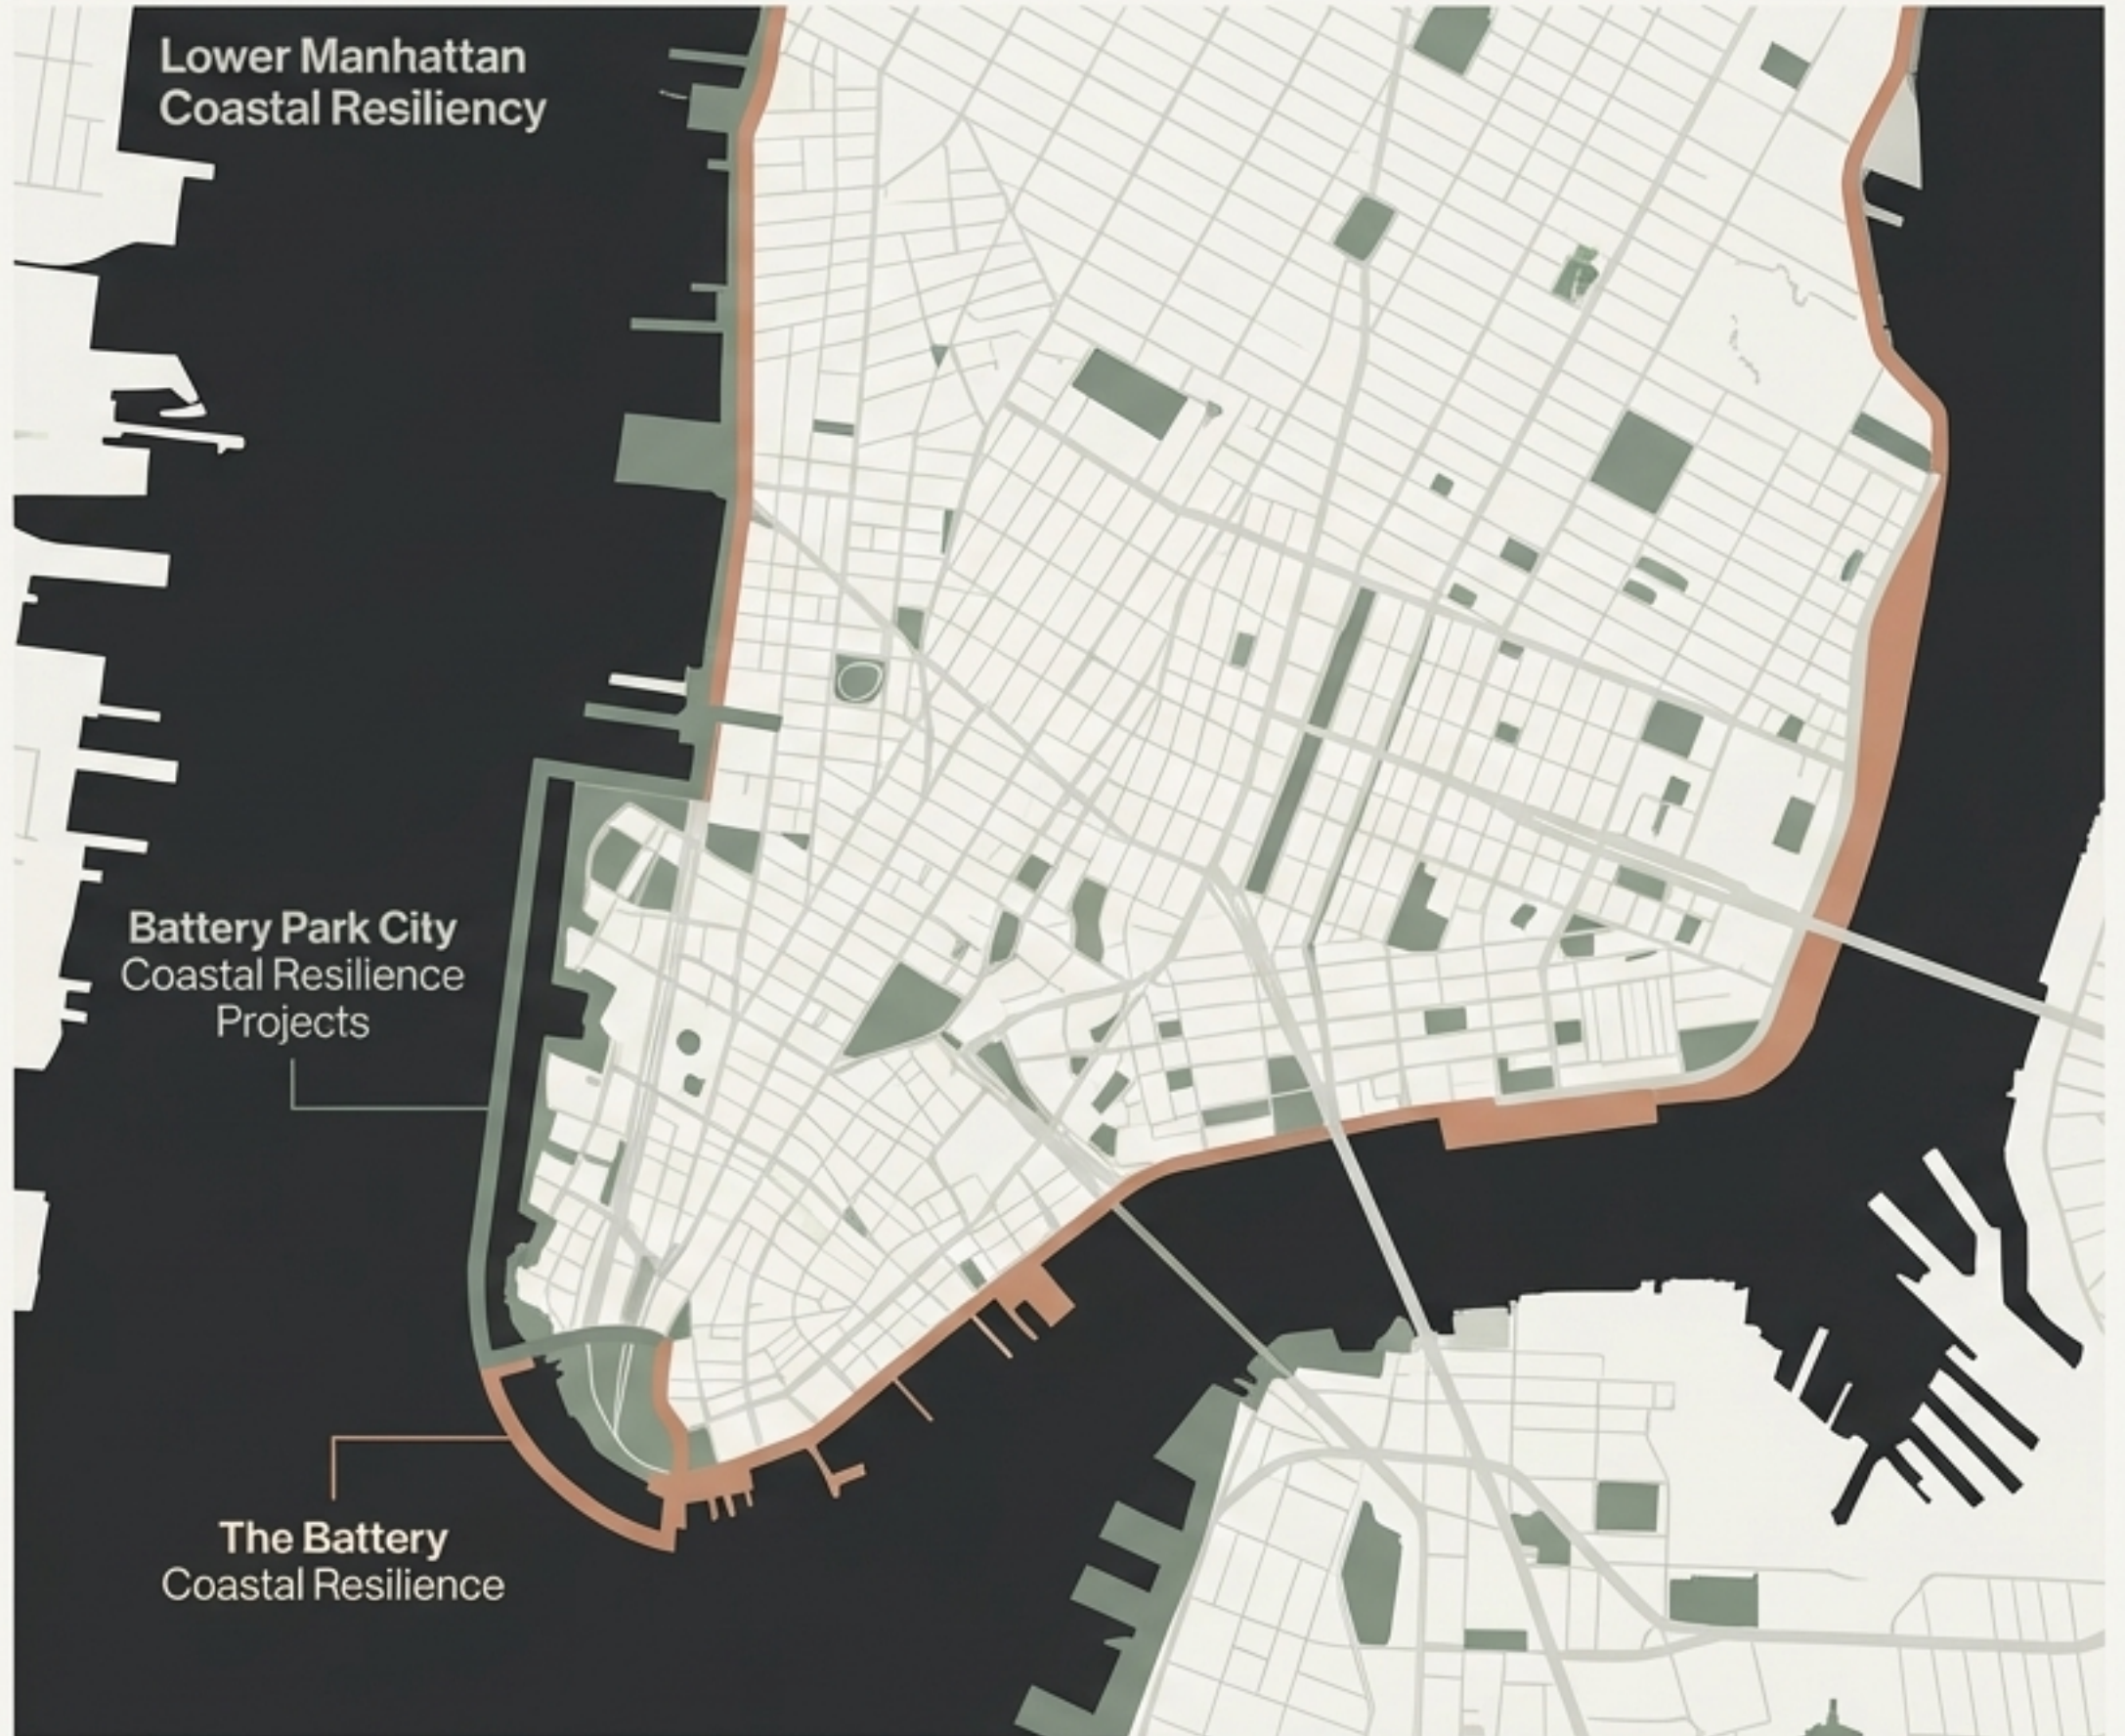 Lower Manhattan
Coastal Resiliency
Battery Park City
Coastal Resilience
Projects
The Battery
Coastal Resilience